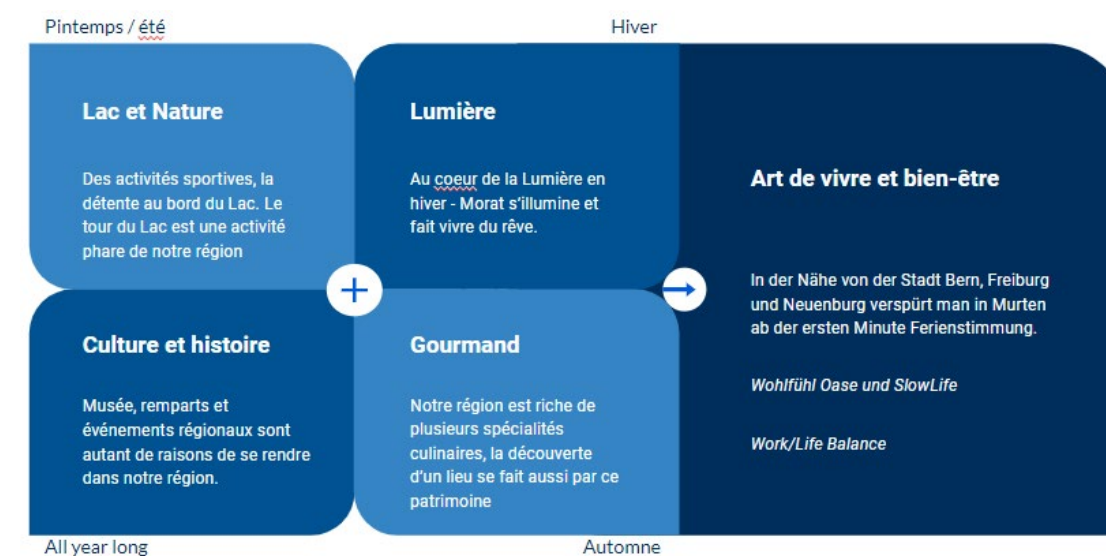 Pintemps / été
Hiver
Lac et Nature
Des activités sportives, la
détente au bord du Lac. Le
tour du Lac est une activité
phare de notre région
Lumière
Au coeur de la Lumière en
hiver - Morat s'illumine et
fait vivre du rêve.
Culture et histoire
Musée, remparts et
événements régionaux sont
autant de raisons de se rendre
dans notre région.
Gourmand
Notre région est riche de
plusieurs spécialités
culinaires, la découverte
d'un lieu se fait aussi par ce
patrimoine
Art de vivre et bien-être
In der Nähe von der Stadt Bern, Freiburg
und Neuenburg verspürt man in Murten
ab der ersten Minute Ferienstimmung.
Wohlfühl Oase und SlowLife
Work/Life Balance
All year long
Automne